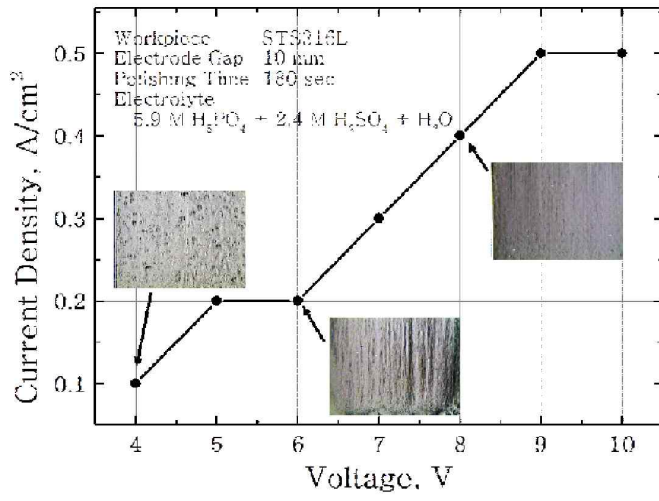 Workpiece STS316L
Electrode Gap 10 mm
Polishing Time 180 sec
Electrolyte
5.9 M H₃PO₄ + 2.4 M H₂SO₄ + H₂O
Current Density, A/cm²
0.5
0.4
0.3
0.2
0.1
4 5 6 7 8 9 10
Voltage, V